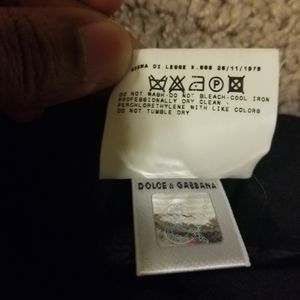 NORMA DI LEGGE N.883 26/11/1973
DO NOT WASH-DO NOT BLEACH-COOL IRON
PROFESSIONALLY DRY CLEAN
PERCHLORETHYLENE WITH LIKE COLORS
DO NOT TUMBLE DRY
DOLCE & GABBANA